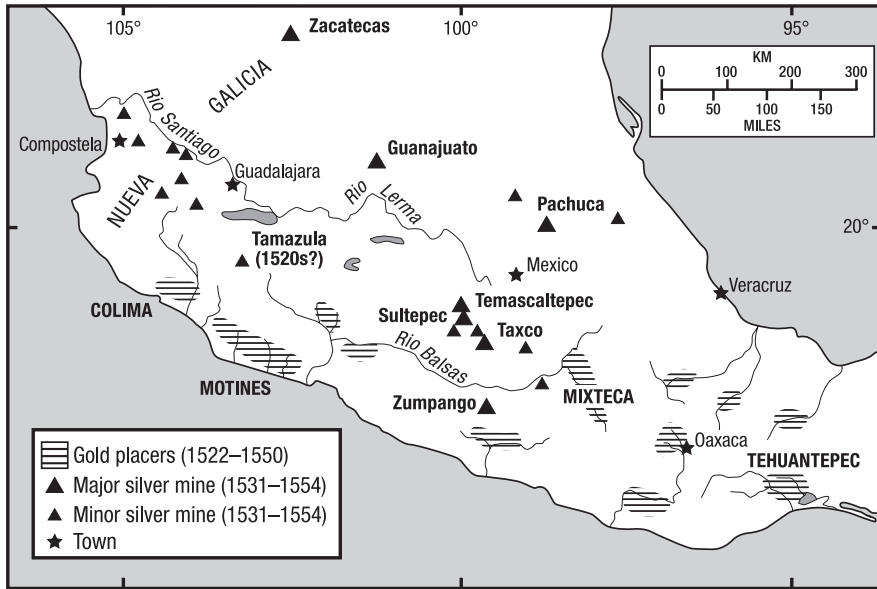 105°
100°
95°
Zacatecas
KM
0 100 200 300
0 50 100 150
MILES
GALICIA
Rio Santiago
Compostela
Guanajuato
Guadalajara
NUEVA
Rio Lerma
Pachuca
20°
Tamazula
(1520s?)
Mexico
Veracruz
COLIMA
Temascaltepec
Sultepec
Taxco
Rio Balsas
MOTINES
MIXTECA
Zumpango
Oaxaca
TEHUANTEPEC
Gold placers (1522–1550)
Major silver mine (1531–1554)
Minor silver mine (1531–1554)
Town